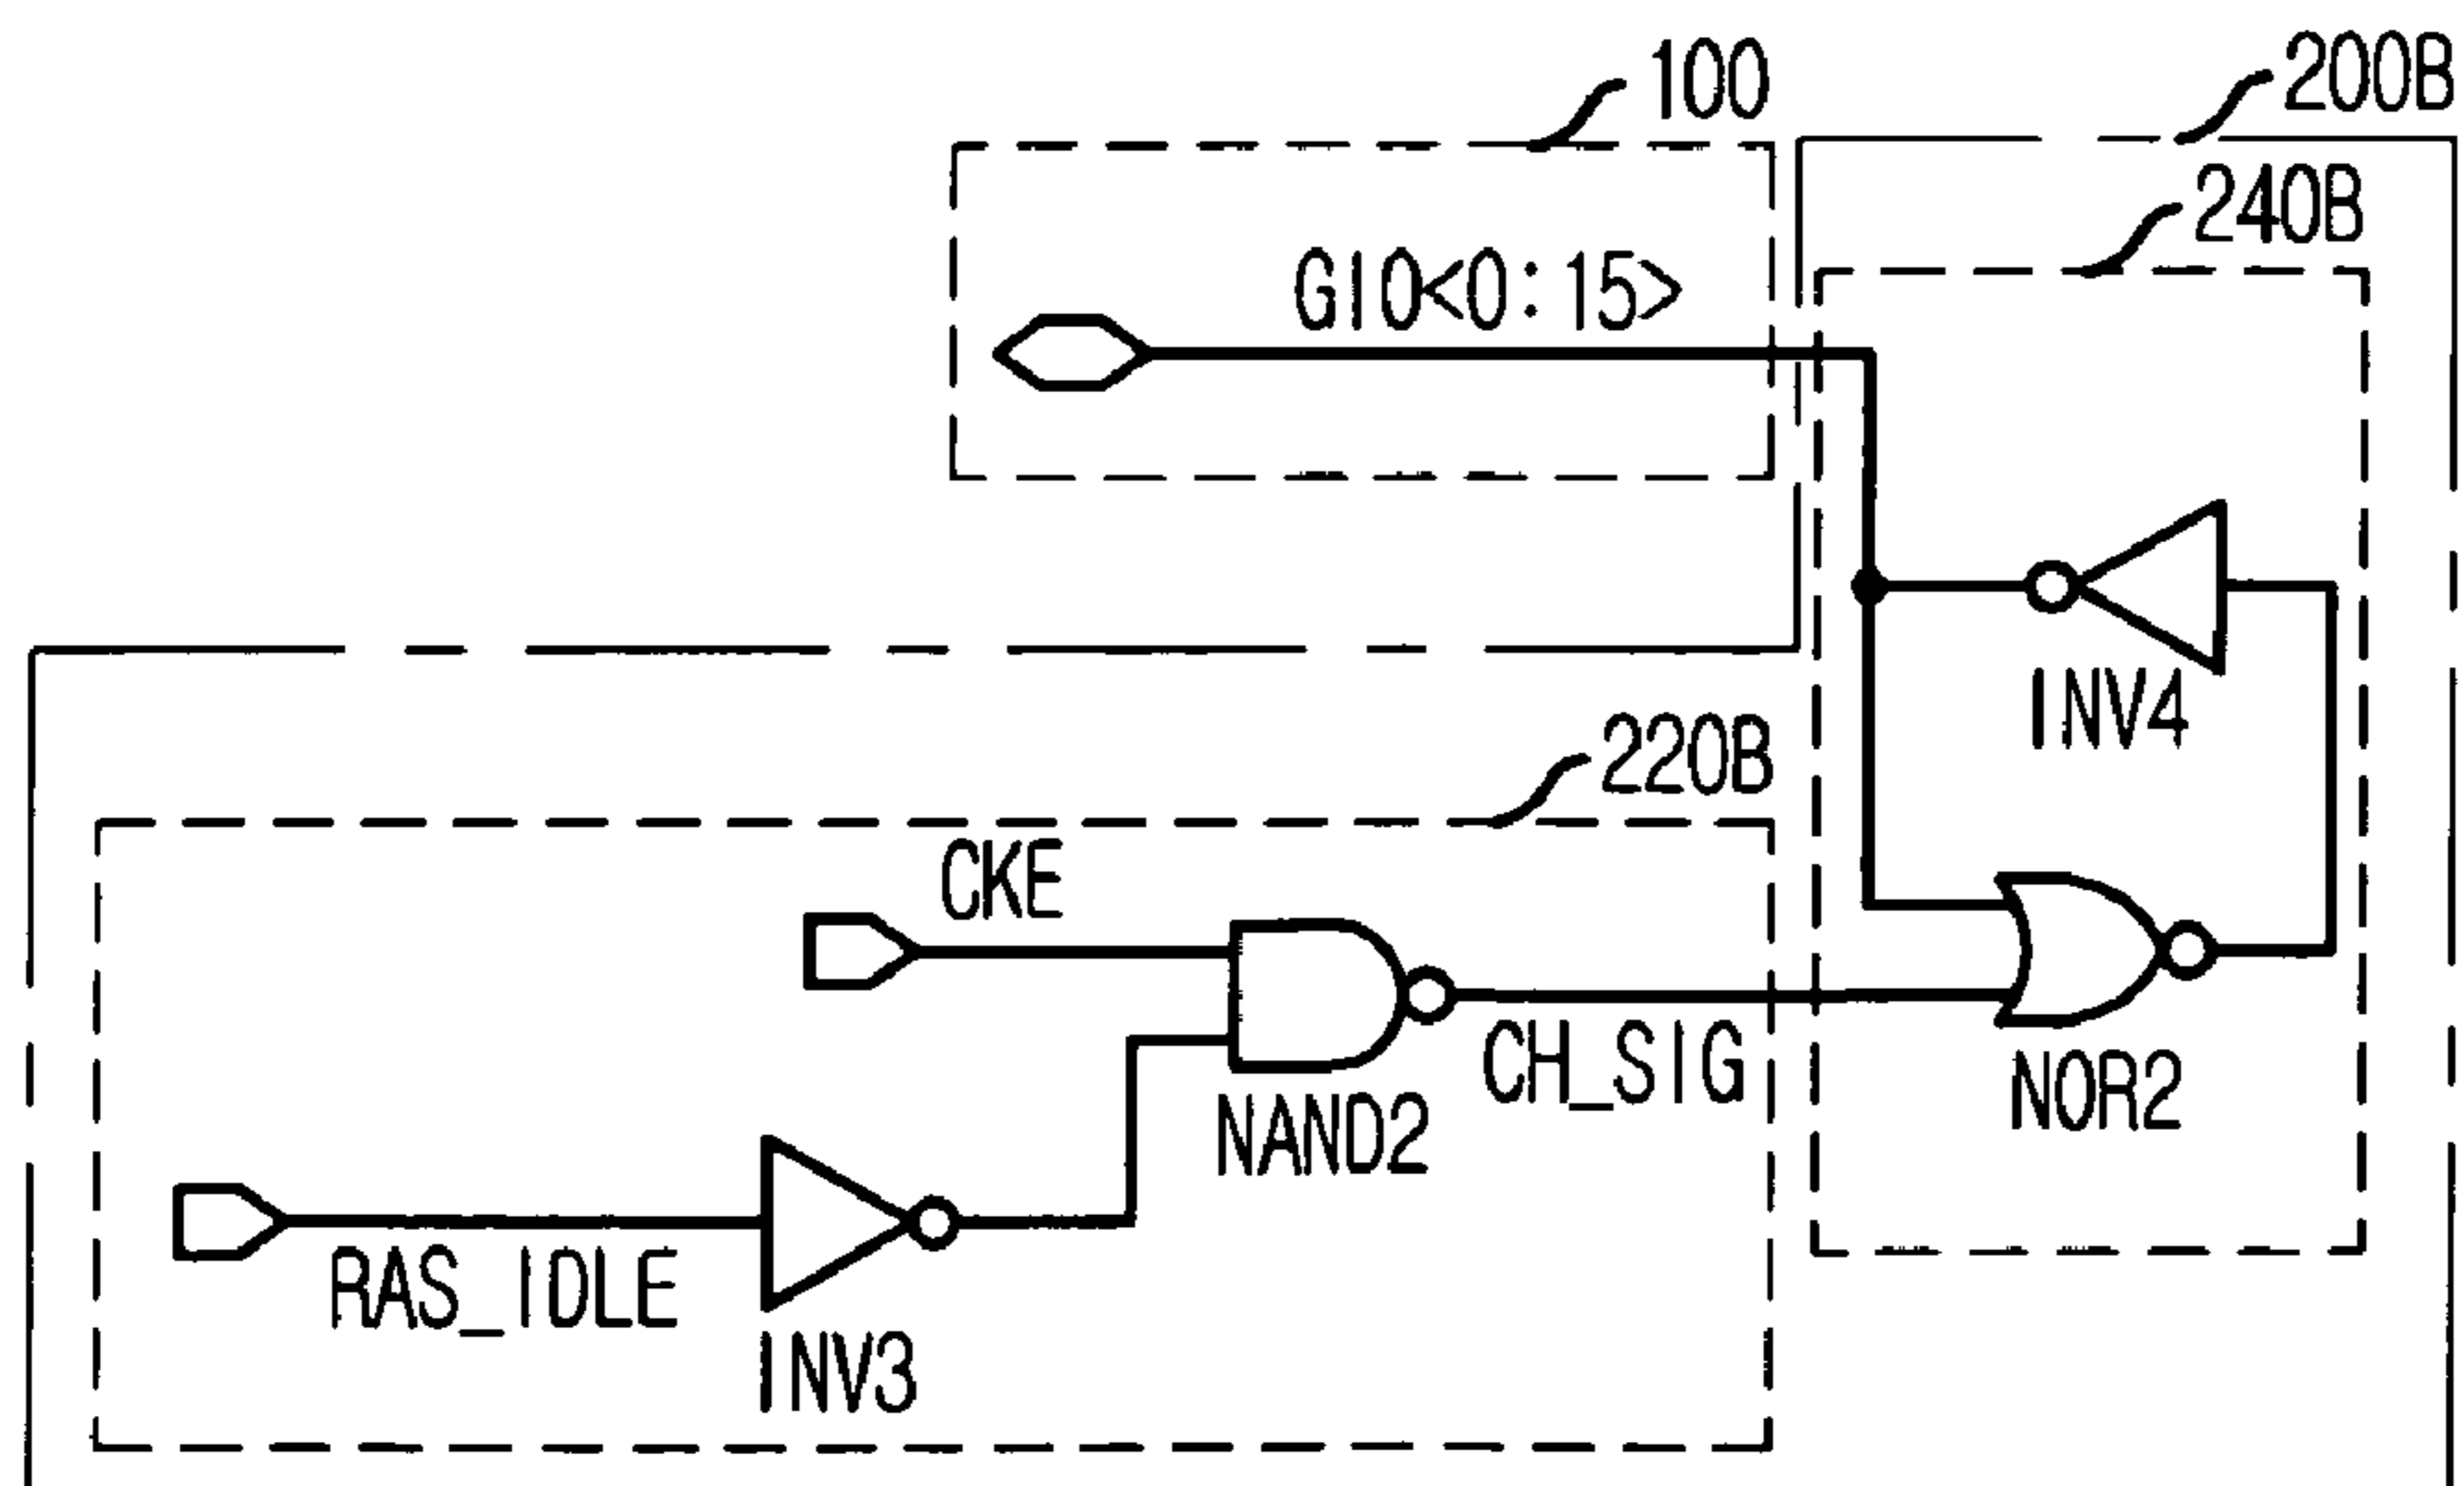 100
200B
240B
GIO<0:15>
INV4
220B
CKE
CH_SIG
NAND2
NOR2
RAS_IDLE
INV3